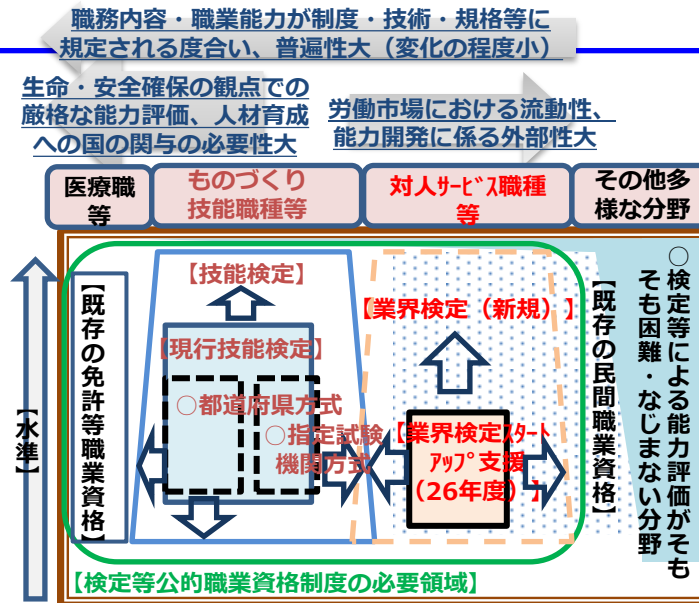 職務内容・職業能力が制度・技術・規格等に
規定される度合い、普遍性大（変化の程度小）
生命・安全確保の観点での
厳格な能力評価、人材育成
への国の関与の必要性大
労働市場における流動性、
能力開発に係る外部性大
医療職
等
ものづくり
技能職種等
対人ｻｰﾋﾞｽ職種
等
その他多
様な分野
【水準】
【既存の免許等職業資格】
【技能検定】
【現行技能検定】
○都道府県方式
○指定試験
機関方式
【業界検定（新規）】
【業界検定ｽﾀｰﾄ
ｱｯﾌﾟ支援
（26年度）】
【既存の民間職業資格】
○検定等による能力評価がそも
そも困難・なじまない分野
【検定等公的職業資格制度の必要領域】